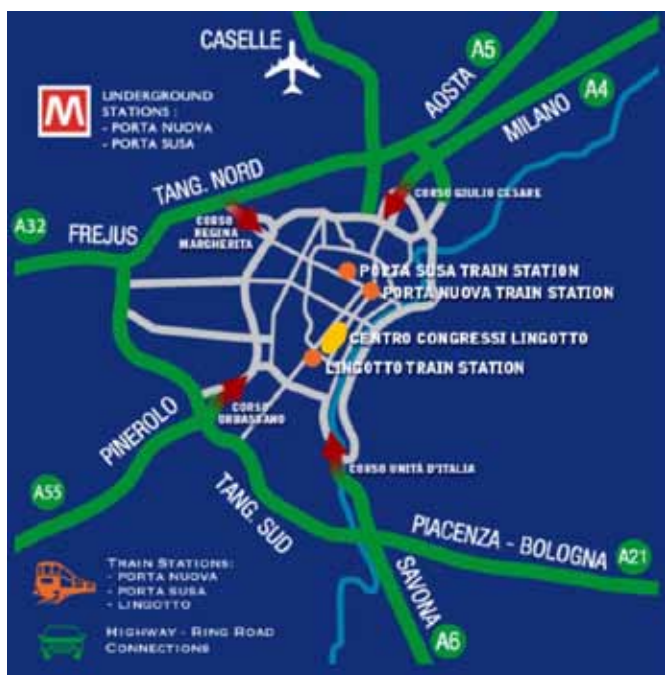 CASELLE
A5
AOSTA
A4
MILANO
M
UNDERGROUND
STATIONS :
- PORTA NUOVA
- PORTA SUSA
TANG. NORD
CORSO GIULIO CESARE
A32
FREJUS
CORSO
REGINA
MARGHERITA
PORTA SUSA TRAIN STATION
PORTA NUOVA TRAIN STATION
CENTRO CONGRESSI LINGOTTO
LINGOTTO TRAIN STATION
PINEROLO
CORSO
ORBASSANO
CORSO UNITÀ D'ITALIA
A55
TANG. SUD
PIACENZA - BOLOGNA
A21
SAVONA
A6
TRAIN STATIONS:
- PORTA NUOVA
- PORTA SUSA
- LINGOTTO
HIGHWAY - RING ROAD
CONNECTIONS